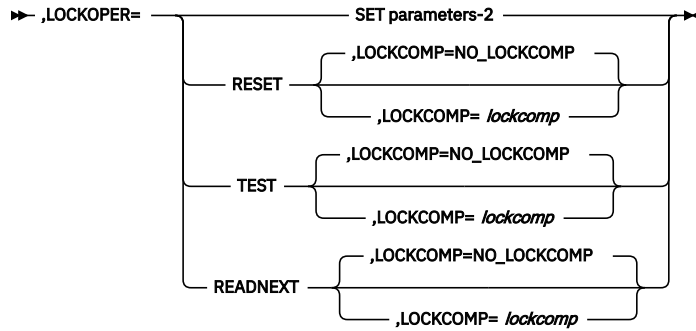 ,LOCKOPER= SET parameters-2
,LOCKCOMP=NO_LOCKCOMP
RESET
,LOCKCOMP= lockcomp
,LOCKCOMP=NO_LOCKCOMP
TEST
,LOCKCOMP= lockcomp
,LOCKCOMP=NO_LOCKCOMP
READNEXT
,LOCKCOMP= lockcomp